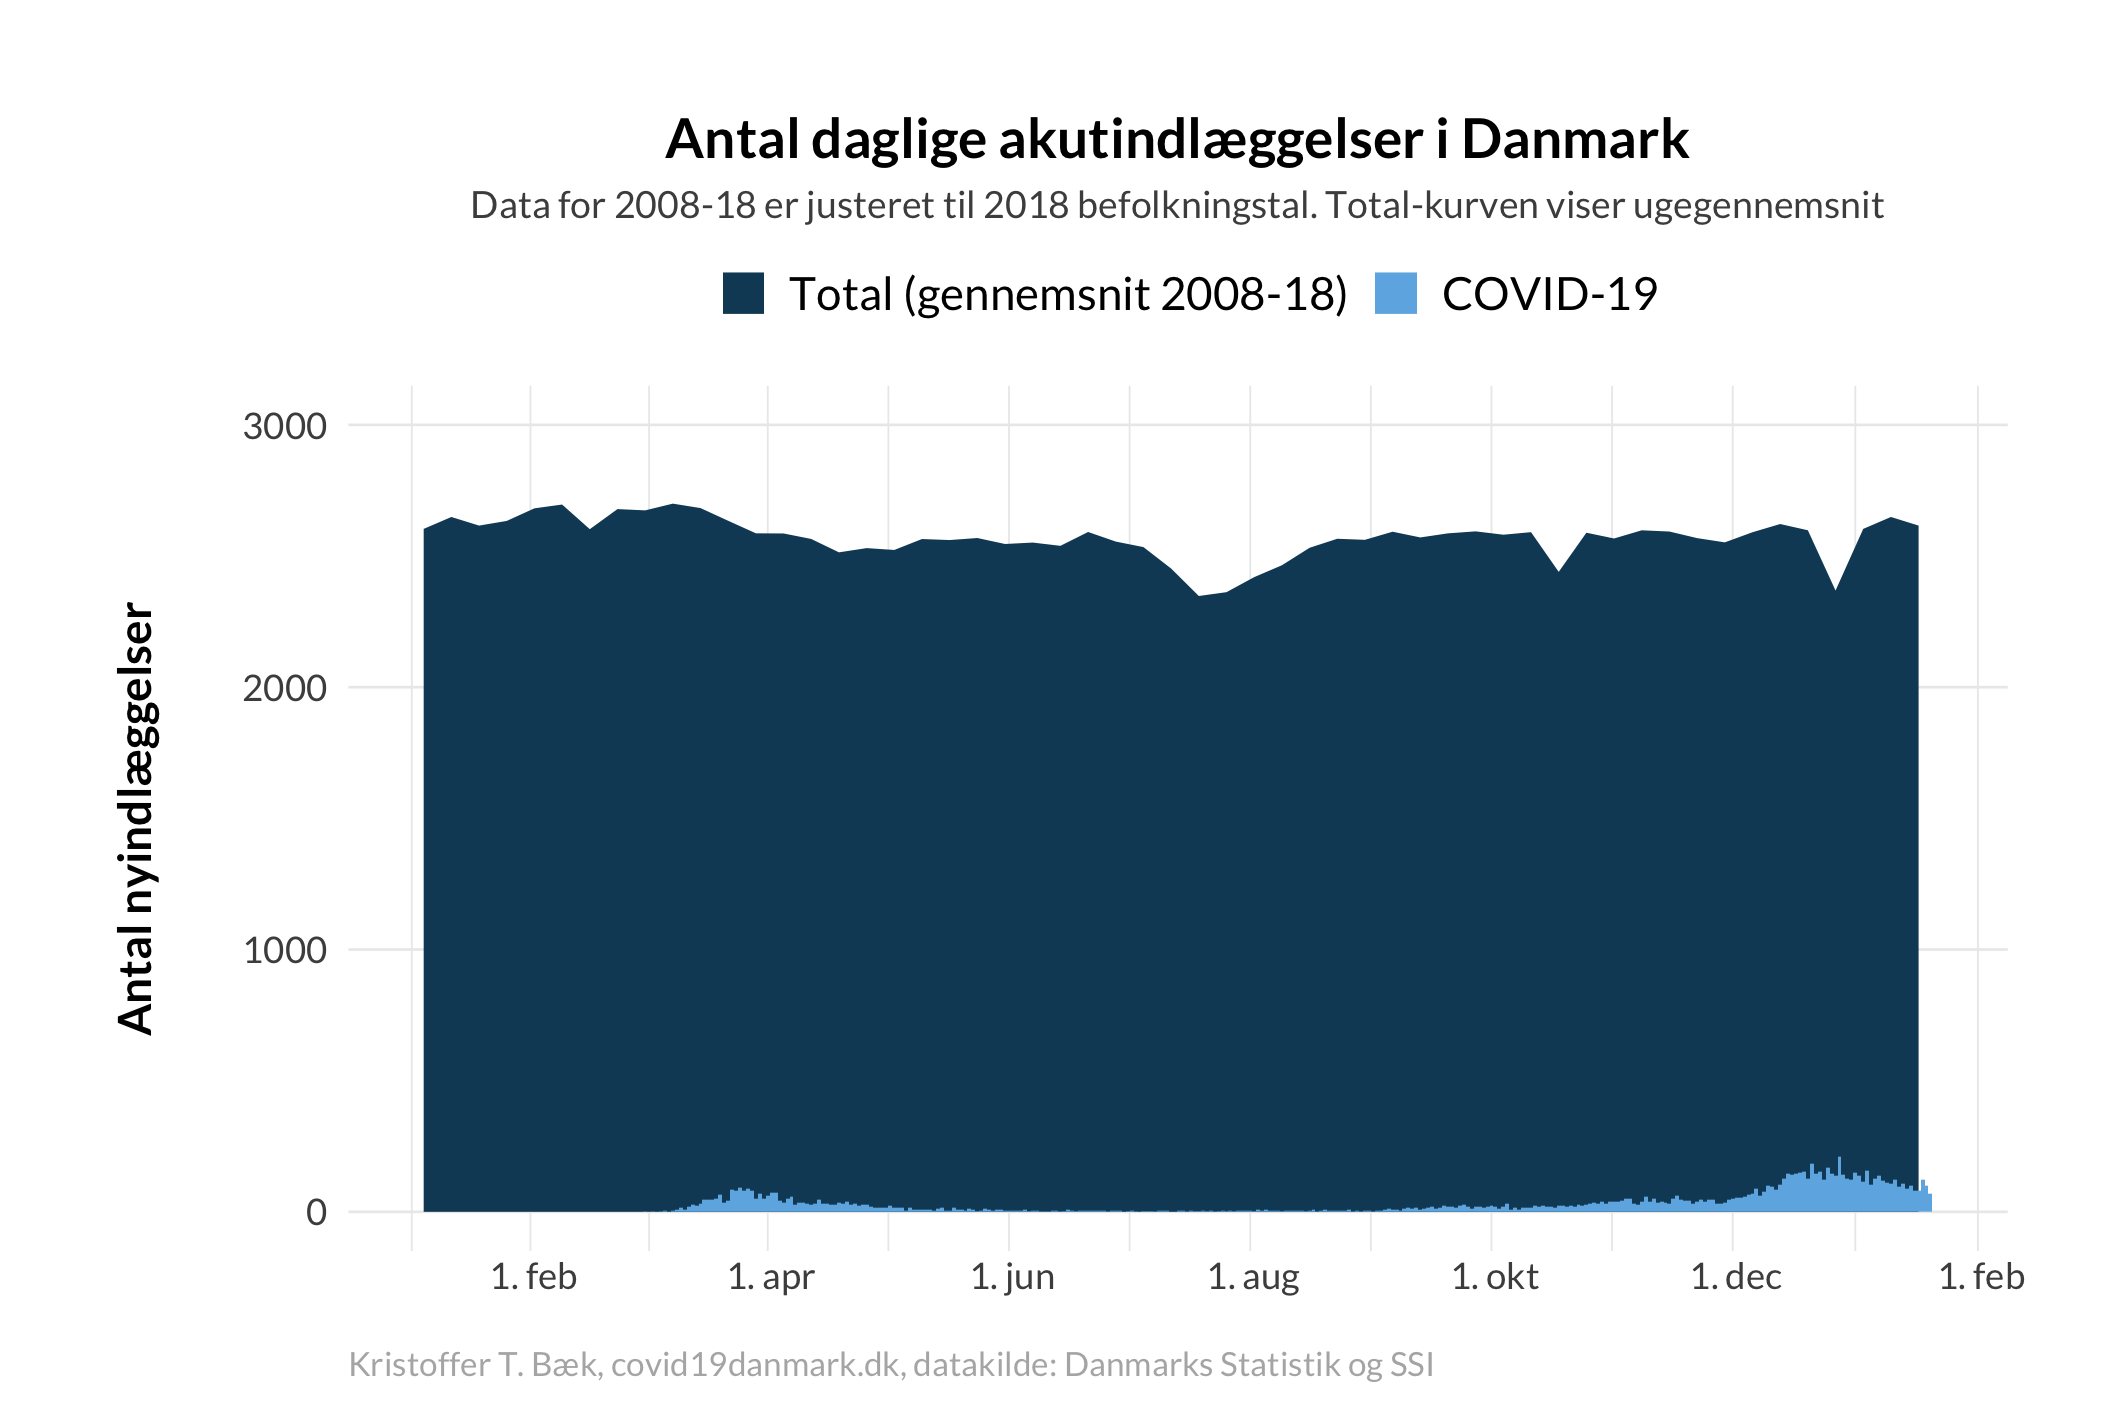 Antal daglige akutindlæggelser i Danmark
Data for 2008-18 er justeret til 2018 befolkningstal. Total-kurven viser ugegennemsnit
Total (gennemsnit 2008-18)
COVID-19
Antal nyindlæggelser
3000
2000
1000
0
1. feb
1. apr
1. jun
1. aug
1. okt
1. dec
1. feb
Kristoffer T. Bæk, covid19danmark.dk, datakilde: Danmarks Statistik og SSI